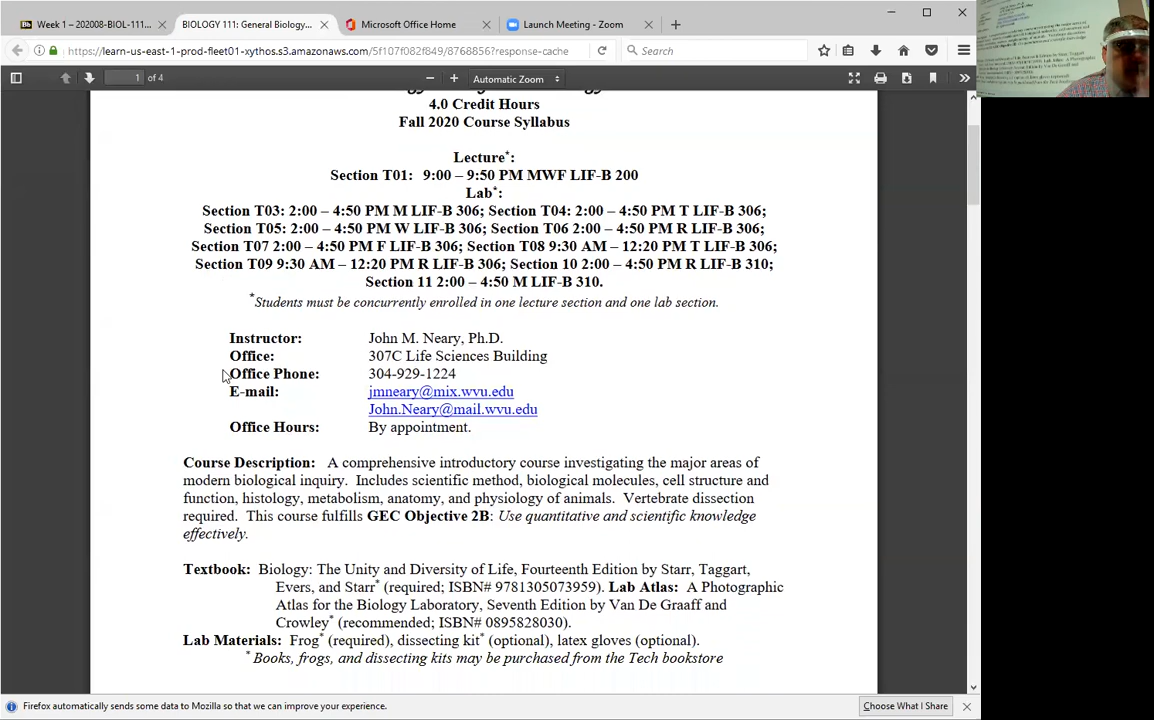 Week 1 – 202008-BIOL-111...
BIOLOGY 111: General Biology...
Microsoft Office Home
Launch Meeting - Zoom
https://learn-us-east-1-prod-fleet01-xythos.s3.amazonaws.com/5f107f082f849/8768856?response-cache
Search
1 of 4
Automatic Zoom
4.0 Credit Hours
Fall 2020 Course Syllabus
Lecture*:
Section T01: 9:00 – 9:50 PM MWF LIF-B 200
Lab*:
Section T03: 2:00 – 4:50 PM M LIF-B 306; Section T04: 2:00 – 4:50 PM T LIF-B 306;
Section T05: 2:00 – 4:50 PM W LIF-B 306; Section T06 2:00 – 4:50 PM R LIF-B 306;
Section T07 2:00 – 4:50 PM F LIF-B 306; Section T08 9:30 AM – 12:20 PM T LIF-B 306;
Section T09 9:30 AM – 12:20 PM R LIF-B 306; Section 10 2:00 – 4:50 PM R LIF-B 310;
Section 11 2:00 – 4:50 M LIF-B 310.
*Students must be concurrently enrolled in one lecture section and one lab section.
Instructor: John M. Neary, Ph.D.
Office: 307C Life Sciences Building
Office Phone: 304-929-1224
E-mail: jmneary@mix.wvu.edu
John.Neary@mail.wvu.edu
Office Hours: By appointment.
Course Description: A comprehensive introductory course investigating the major areas of
modern biological inquiry. Includes scientific method, biological molecules, cell structure and
function, histology, metabolism, anatomy, and physiology of animals. Vertebrate dissection
required. This course fulfills GEC Objective 2B: Use quantitative and scientific knowledge
effectively.
Textbook: Biology: The Unity and Diversity of Life, Fourteenth Edition by Starr, Taggart,
Evers, and Starr* (required; ISBN# 9781305073959). Lab Atlas: A Photographic
Atlas for the Biology Laboratory, Seventh Edition by Van De Graaff and
Crowley* (recommended; ISBN# 0895828030).
Lab Materials: Frog* (required), dissecting kit* (optional), latex gloves (optional).
* Books, frogs, and dissecting kits may be purchased from the Tech bookstore
Firefox automatically sends some data to Mozilla so that we can improve your experience.
Choose What I Share